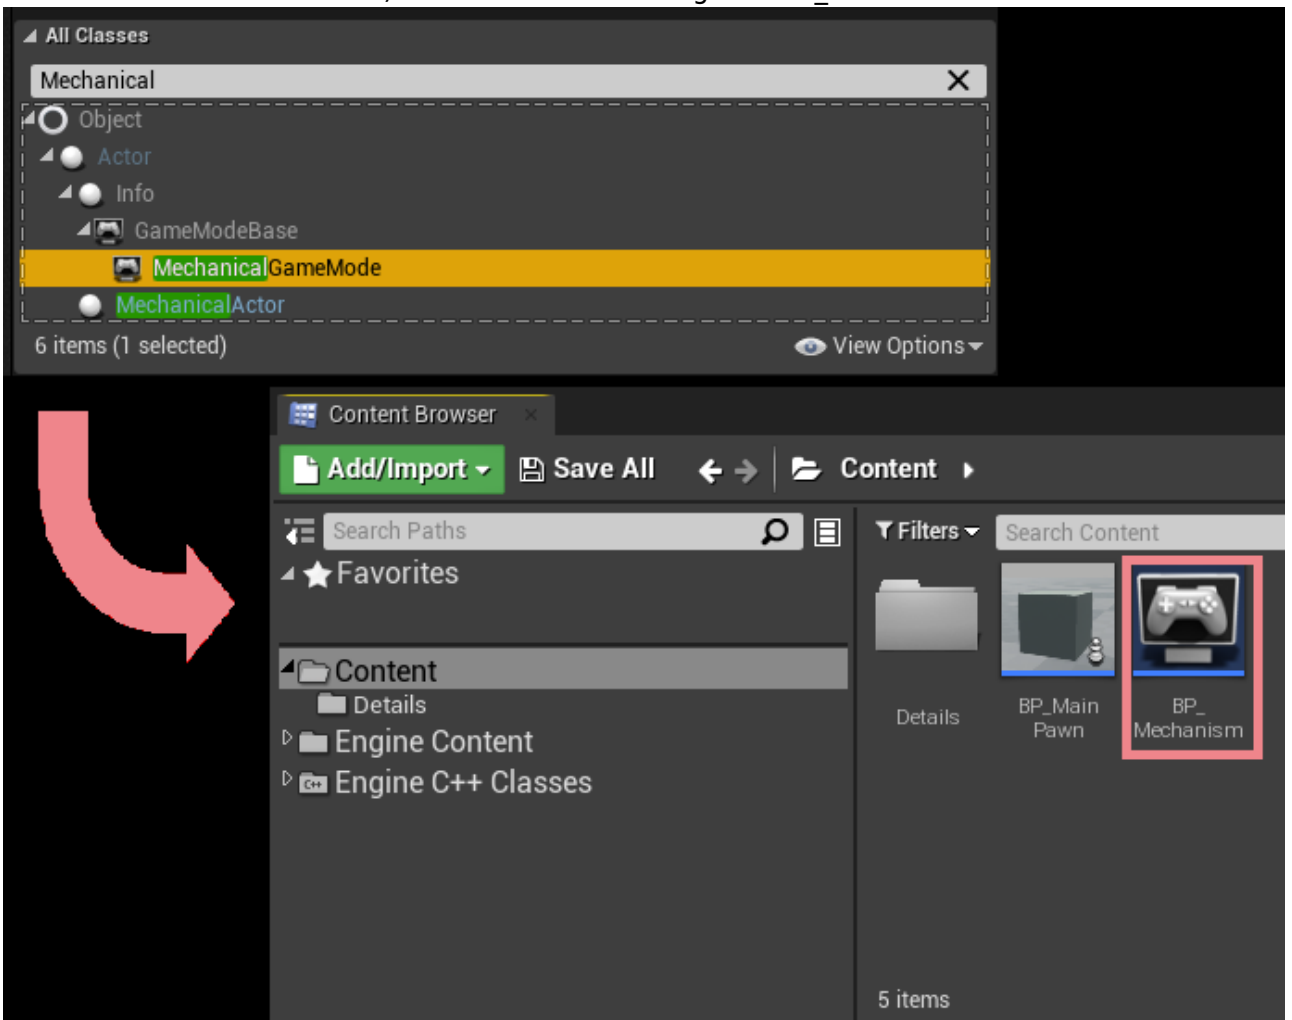 All Classes
Mechanical
Object
Actor
Info
GameModeBase
MechanicalGameMode
MechanicalActor
6 items (1 selected)
View Options
Content Browser
Add/Import
Save All
Content
Search Paths
Filters
Search Content
Favorites
Content
Details
Engine Content
C++
Engine C++ Classes
Details
BP_Main
Pawn
BP_
Mechanism
5 items